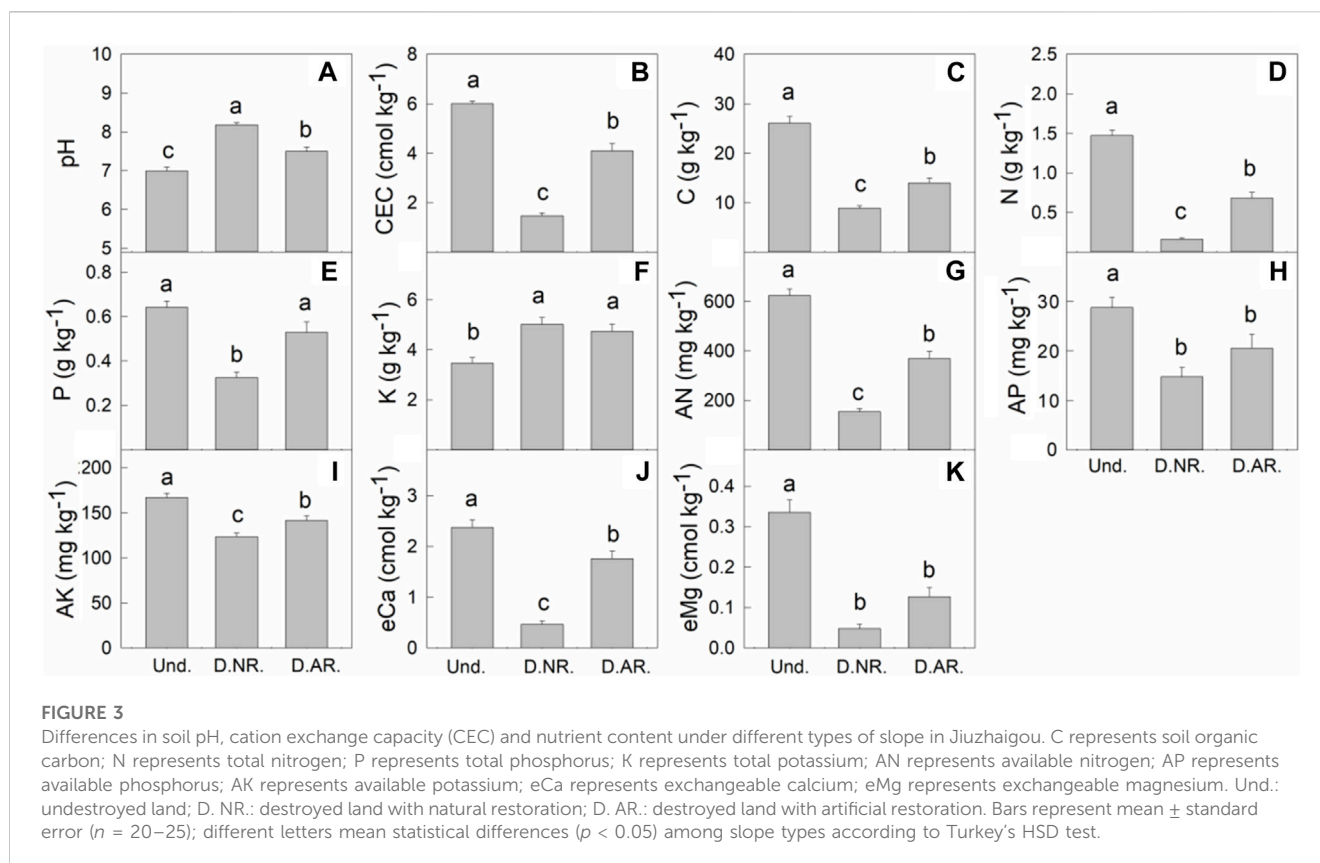 A
pH
10
9
8
7
6
5
c
a
b
B
CEC (cmol kg⁻¹)
8
6
4
2
a
c
b
C
C (g kg⁻¹)
40
30
20
10
a
c
b
D
N (g kg⁻¹)
2.5
2.0
1.5
1.0
0.5
a
c
b
E
P (g kg⁻¹)
0.8
0.6
0.4
0.2
a
b
a
F
K (g kg⁻¹)
6
4
2
b
a
a
G
AN (mg kg⁻¹)
600
400
200
a
c
b
H
AP (mg kg⁻¹)
30
20
10
0
a
b
b
Und. D.NR. D.AR.
I
AK (mg kg⁻¹)
200
150
100
50
0
a
c
b
Und. D.NR. D.AR.
J
eCa (cmol kg⁻¹)
3
2
1
0
a
c
b
Und. D.NR. D.AR.
K
eMg (cmol kg⁻¹)
0.4
0.3
0.2
0.1
0.0
a
b
b
Und. D.NR. D.AR.
FIGURE 3
Differences in soil pH, cation exchange capacity (CEC) and nutrient content under different types of slope in Jiuzhaigou. C represents soil organic
carbon; N represents total nitrogen; P represents total phosphorus; K represents total potassium; AN represents available nitrogen; AP represents
available phosphorus; AK represents available potassium; eCa represents exchangeable calcium; eMg represents exchangeable magnesium. Und.:
undestroyed land; D. NR.: destroyed land with natural restoration; D. AR.: destroyed land with artificial restoration. Bars represent mean ± standard
error (n = 20–25); different letters mean statistical differences (p < 0.05) among slope types according to Turkey's HSD test.